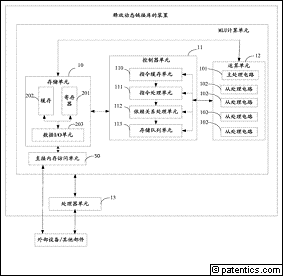 释放动态链接库的装置
MLU计算单元
10
存储单元
202
缓存
寄存器
201
数据I/O单元
203
11
控制器单元
110
指令缓存单元
111
指令处理单元
112
依赖关系处理单元
113
存储队列单元
12
运算单元
101
主处理电路
102
从处理电路
102
从处理电路
102
从处理电路
102
从处理电路
直接内存访问单元
50
13
处理器单元
外部设备/其他部件
© patentics.com